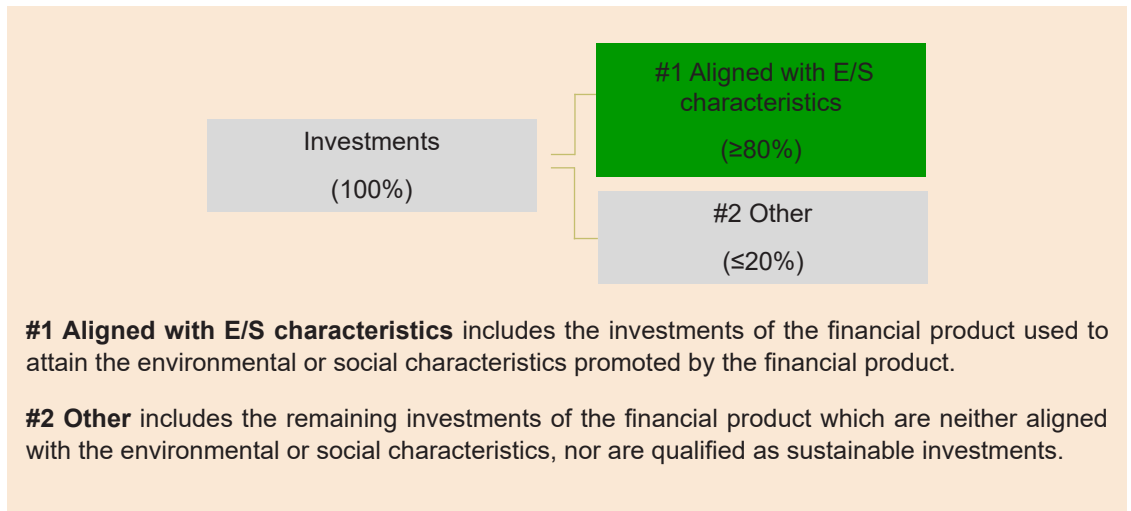 #1 Aligned with E/S
characteristics
(≥80%)
Investments
(100%)
#2 Other
(≤20%)
#1 Aligned with E/S characteristics includes the investments of the financial product used to
attain the environmental or social characteristics promoted by the financial product.
#2 Other includes the remaining investments of the financial product which are neither aligned
with the environmental or social characteristics, nor are qualified as sustainable investments.